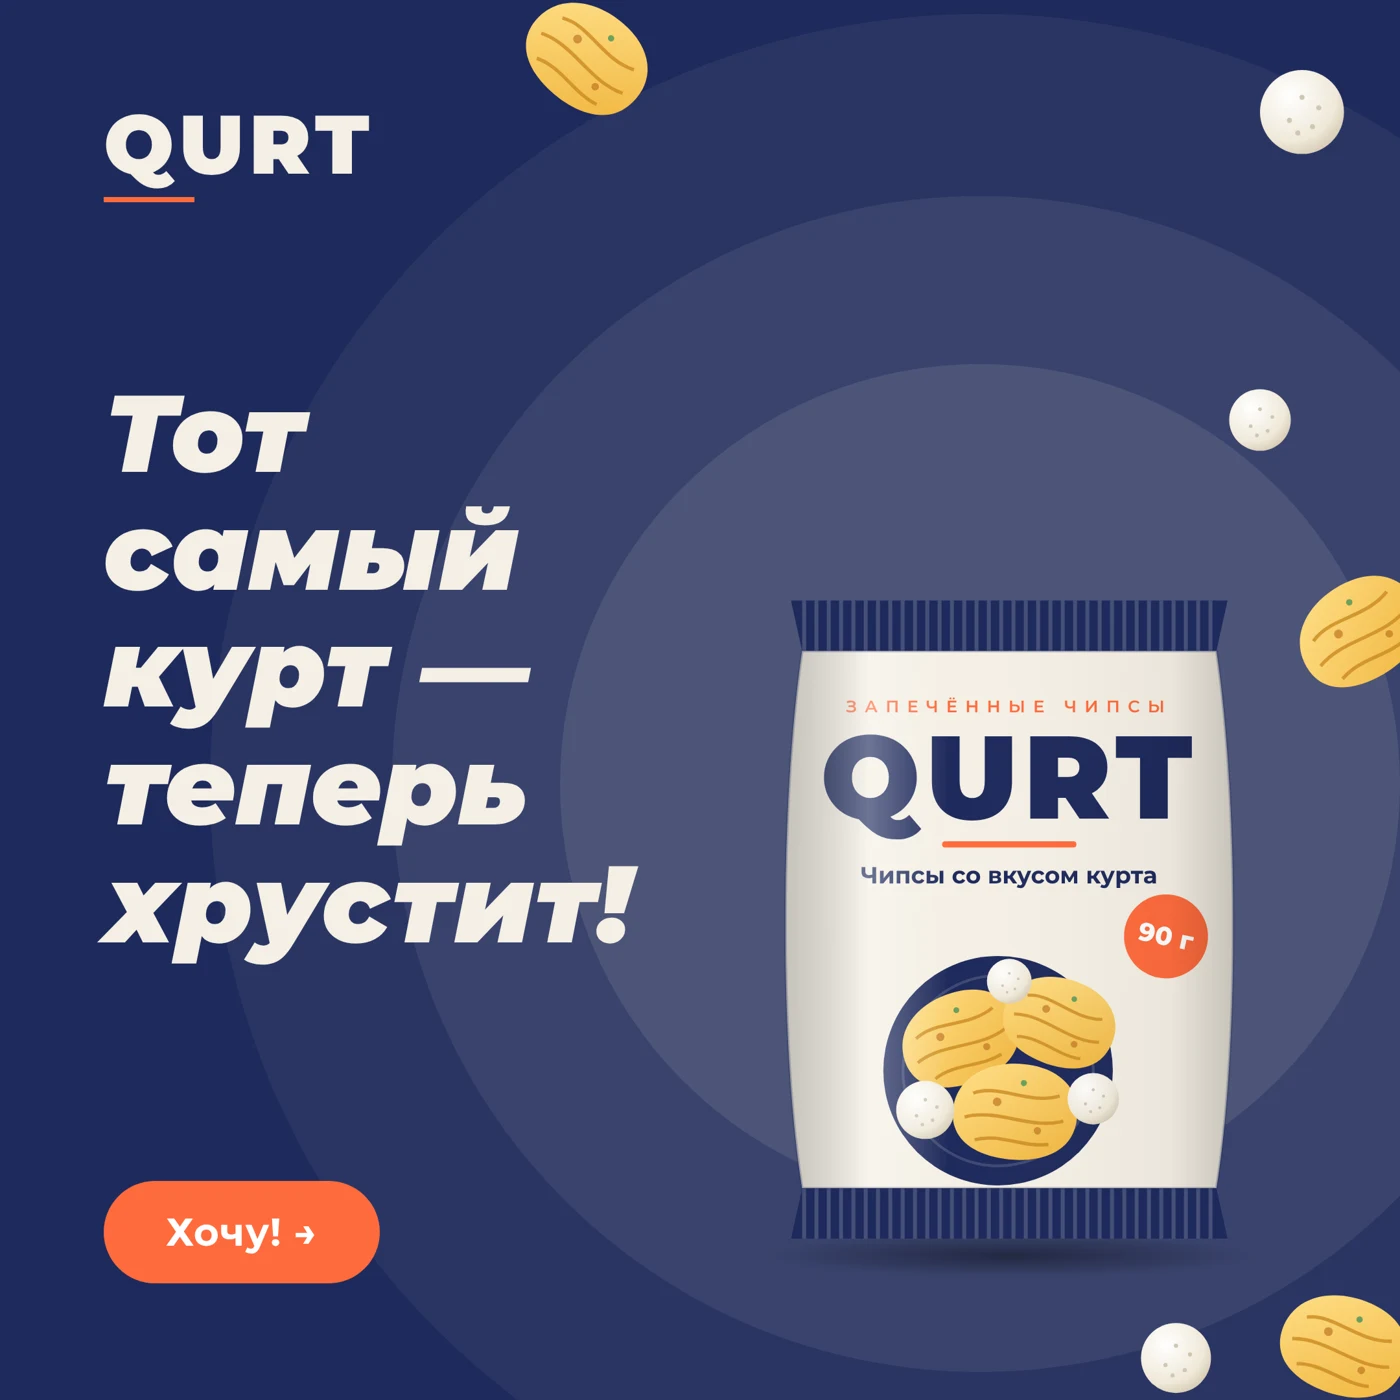 QURT
Тот
самый
курт —
теперь
хрустит!
Хочу! →
ЗАПЕЧЁННЫЕ ЧИПСЫ
QURT
Чипсы со вкусом курта
90 г